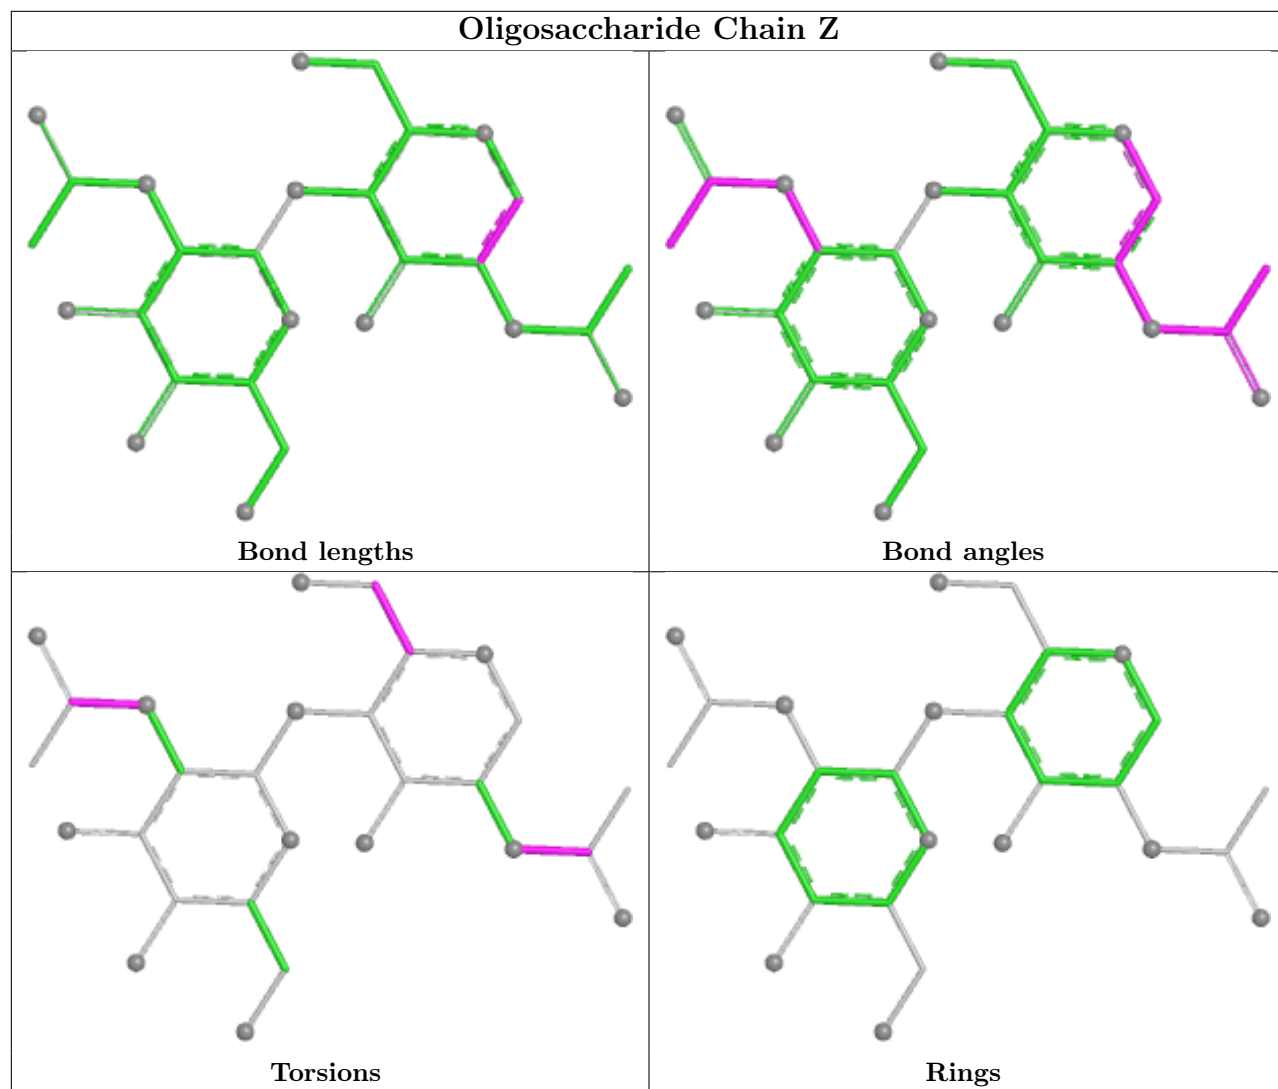 Oligosaccharide Chain Z
Bond lengths
Bond angles
Torsions
Rings